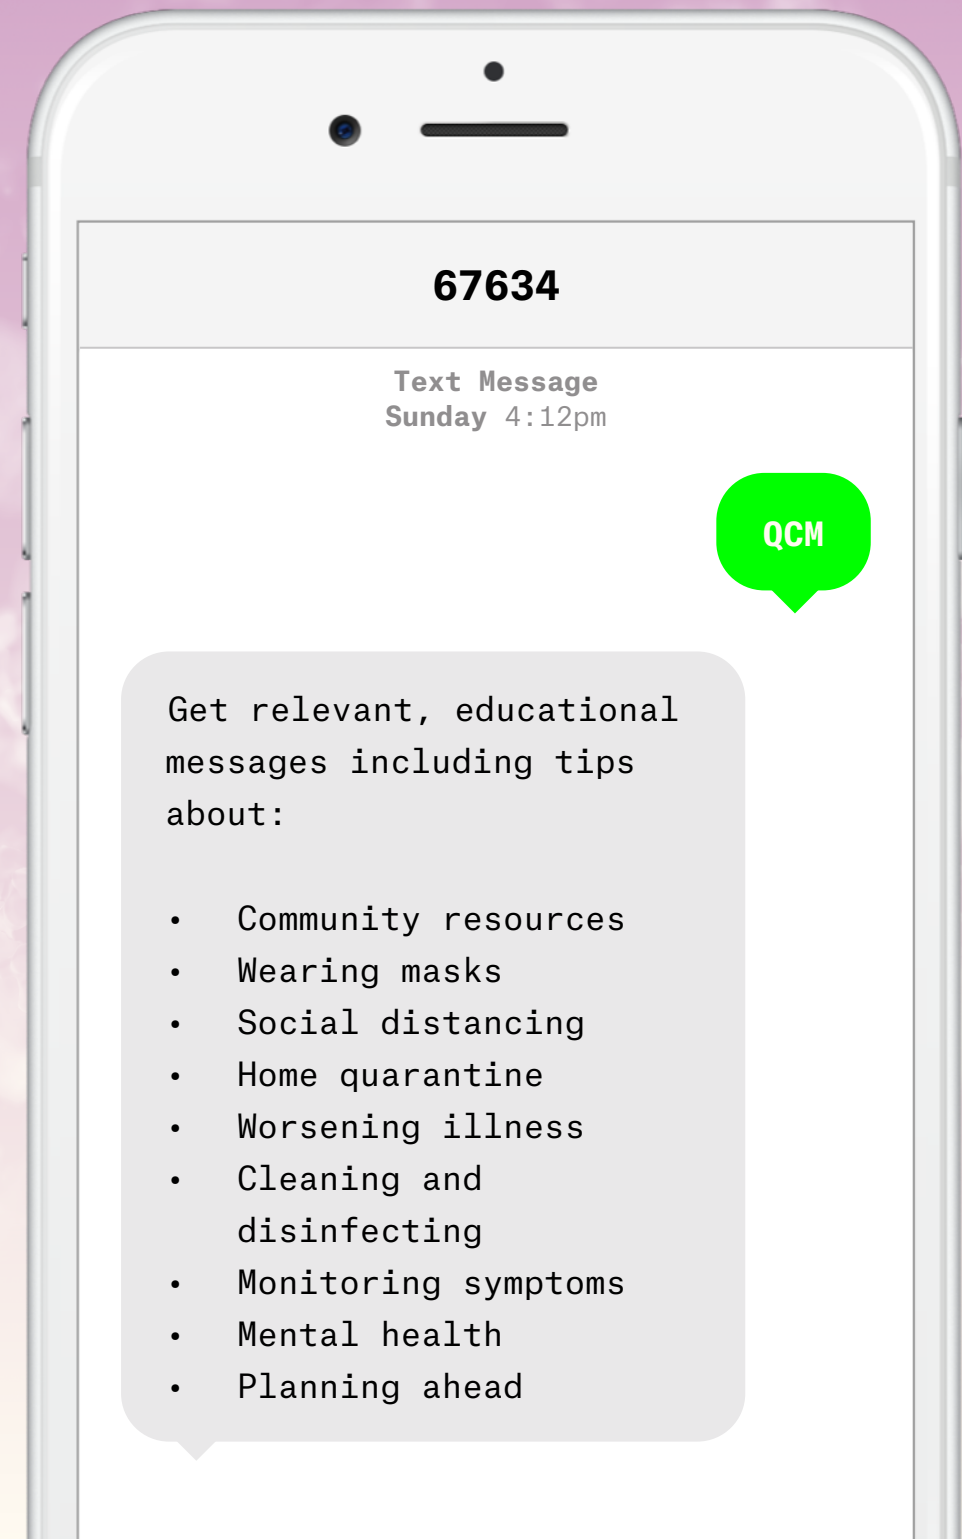 67634
Text Message
Sunday 4:12pm
QCM
Get relevant, educational
messages including tips
about:
• Community resources
• Wearing masks
• Social distancing
• Home quarantine
• Worsening illness
• Cleaning and
disinfecting
• Monitoring symptoms
• Mental health
• Planning ahead